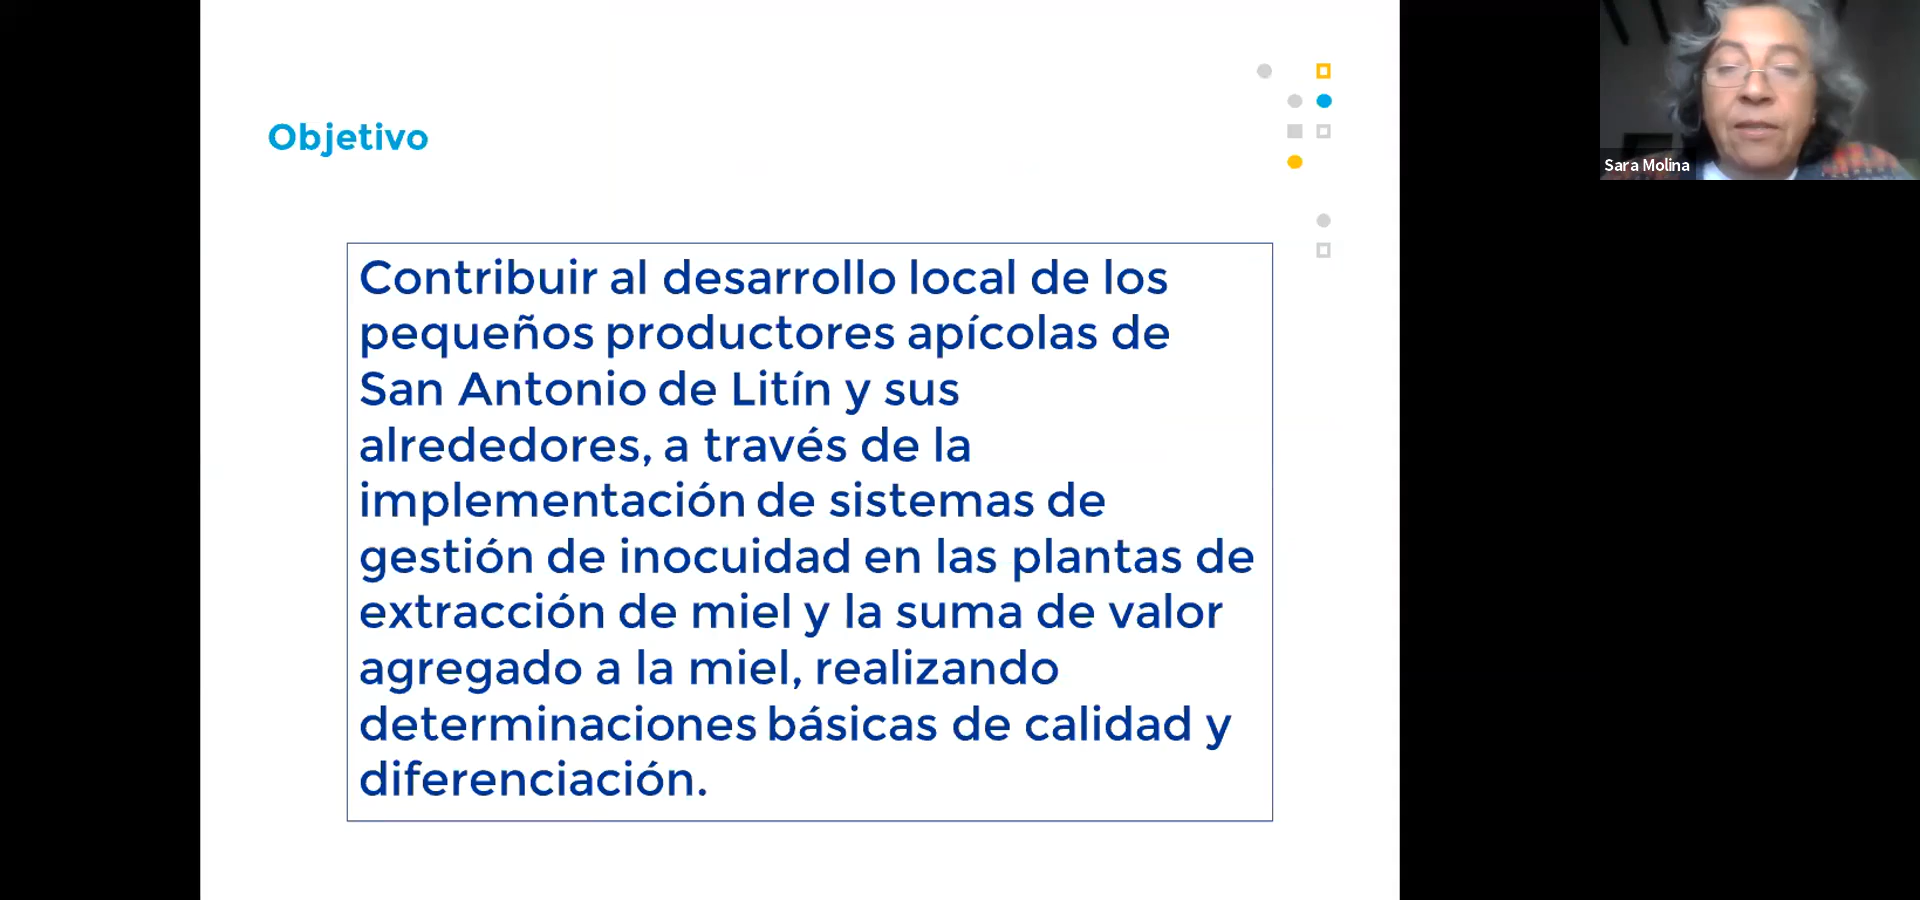 Objetivo
Contribuir al desarrollo local de los
pequeños productores apícolas de
San Antonio de Litín y sus
alrededores, a través de la
implementación de sistemas de
gestión de inocuidad en las plantas de
extracción de miel y la suma de valor
agregado a la miel, realizando
determinaciones básicas de calidad y
diferenciación.
Sara Molina